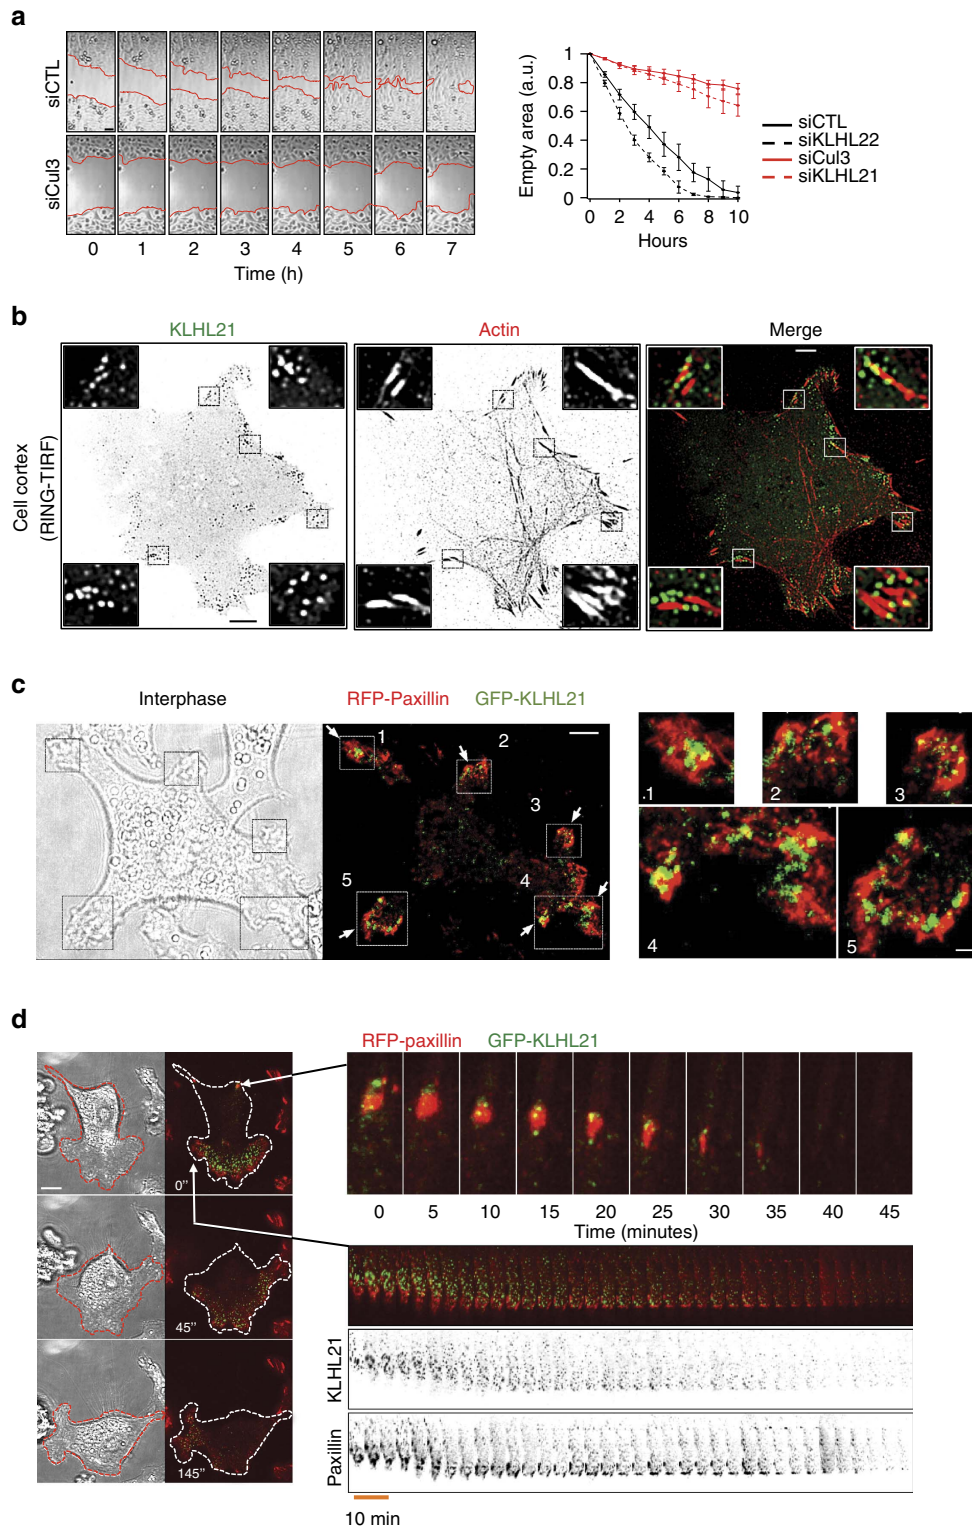 a
siCTL
siCul3
0 1 2 3 4 5 6 7
Time (h)
Empty area (a.u.)
1
0.8
0.6
0.4
0.2
0
0 2 4 6 8 10
Hours
siCTL
siKLHL22
siCul3
siKLHL21
b
KLHL21 Actin Merge
Cell cortex
(RING-TIRF)
c
Interphase RFP-Paxillin GFP-KLHL21
1
2
3
4
5
1
2
3
4
5
d
RFP-paxillin GFP-KLHL21
0''
45''
145''
0 5 10 15 20 25 30 35 40 45
Time (minutes)
KLHL21
Paxillin
10 min